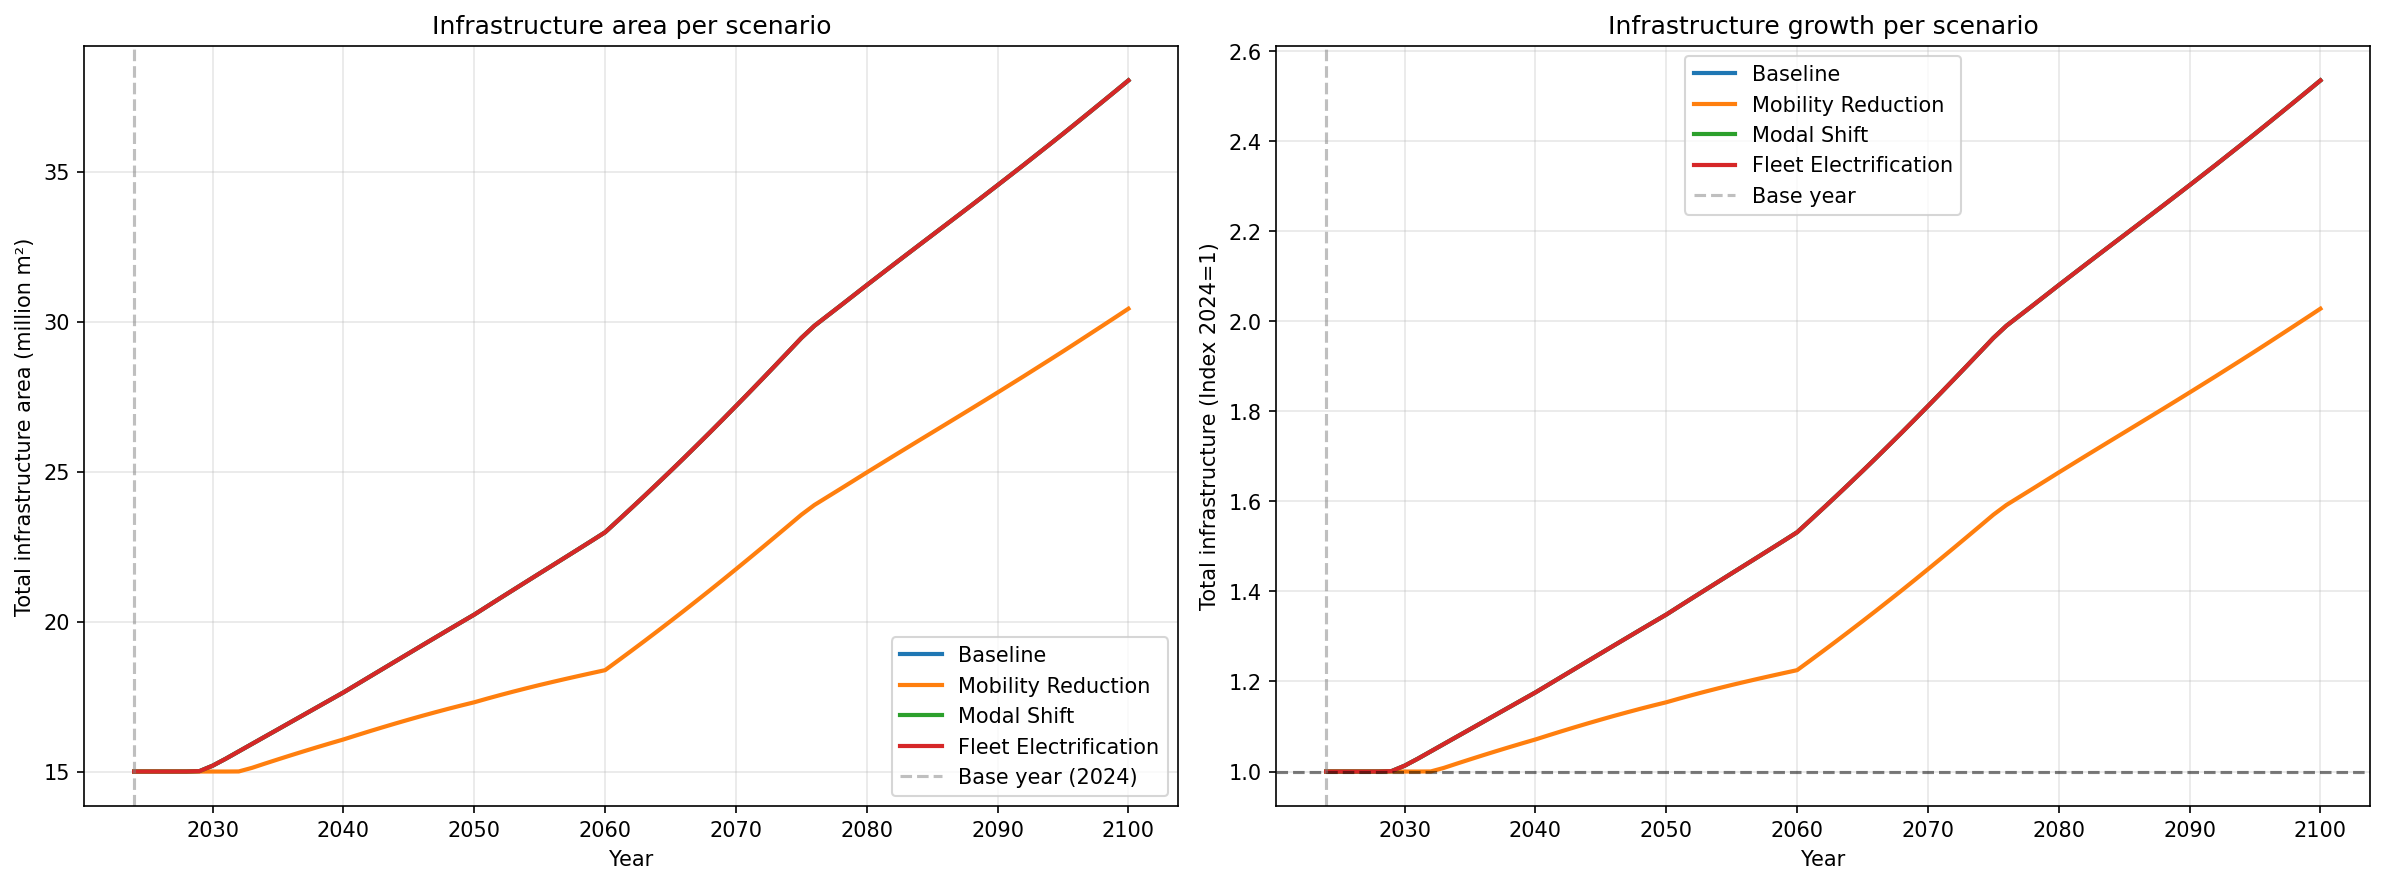 Infrastructure area per scenario
Total infrastructure area (million m²)
35
30
25
20
15
Baseline
Mobility Reduction
Modal Shift
Fleet Electrification
Base year (2024)
2030 2040 2050 2060 2070 2080 2090 2100
Year
Infrastructure growth per scenario
Total infrastructure (Index 2024=1)
2.6
2.4
2.2
2.0
1.8
1.6
1.4
1.2
1.0
Baseline
Mobility Reduction
Modal Shift
Fleet Electrification
Base year
2030 2040 2050 2060 2070 2080 2090 2100
Year